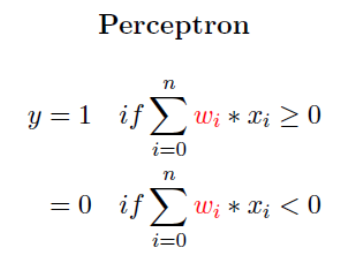 Perceptron
y = 1 if ∑_{i=0}^{n} w_i * x_i ≥ 0
= 0 if ∑_{i=0}^{n} w_i * x_i < 0